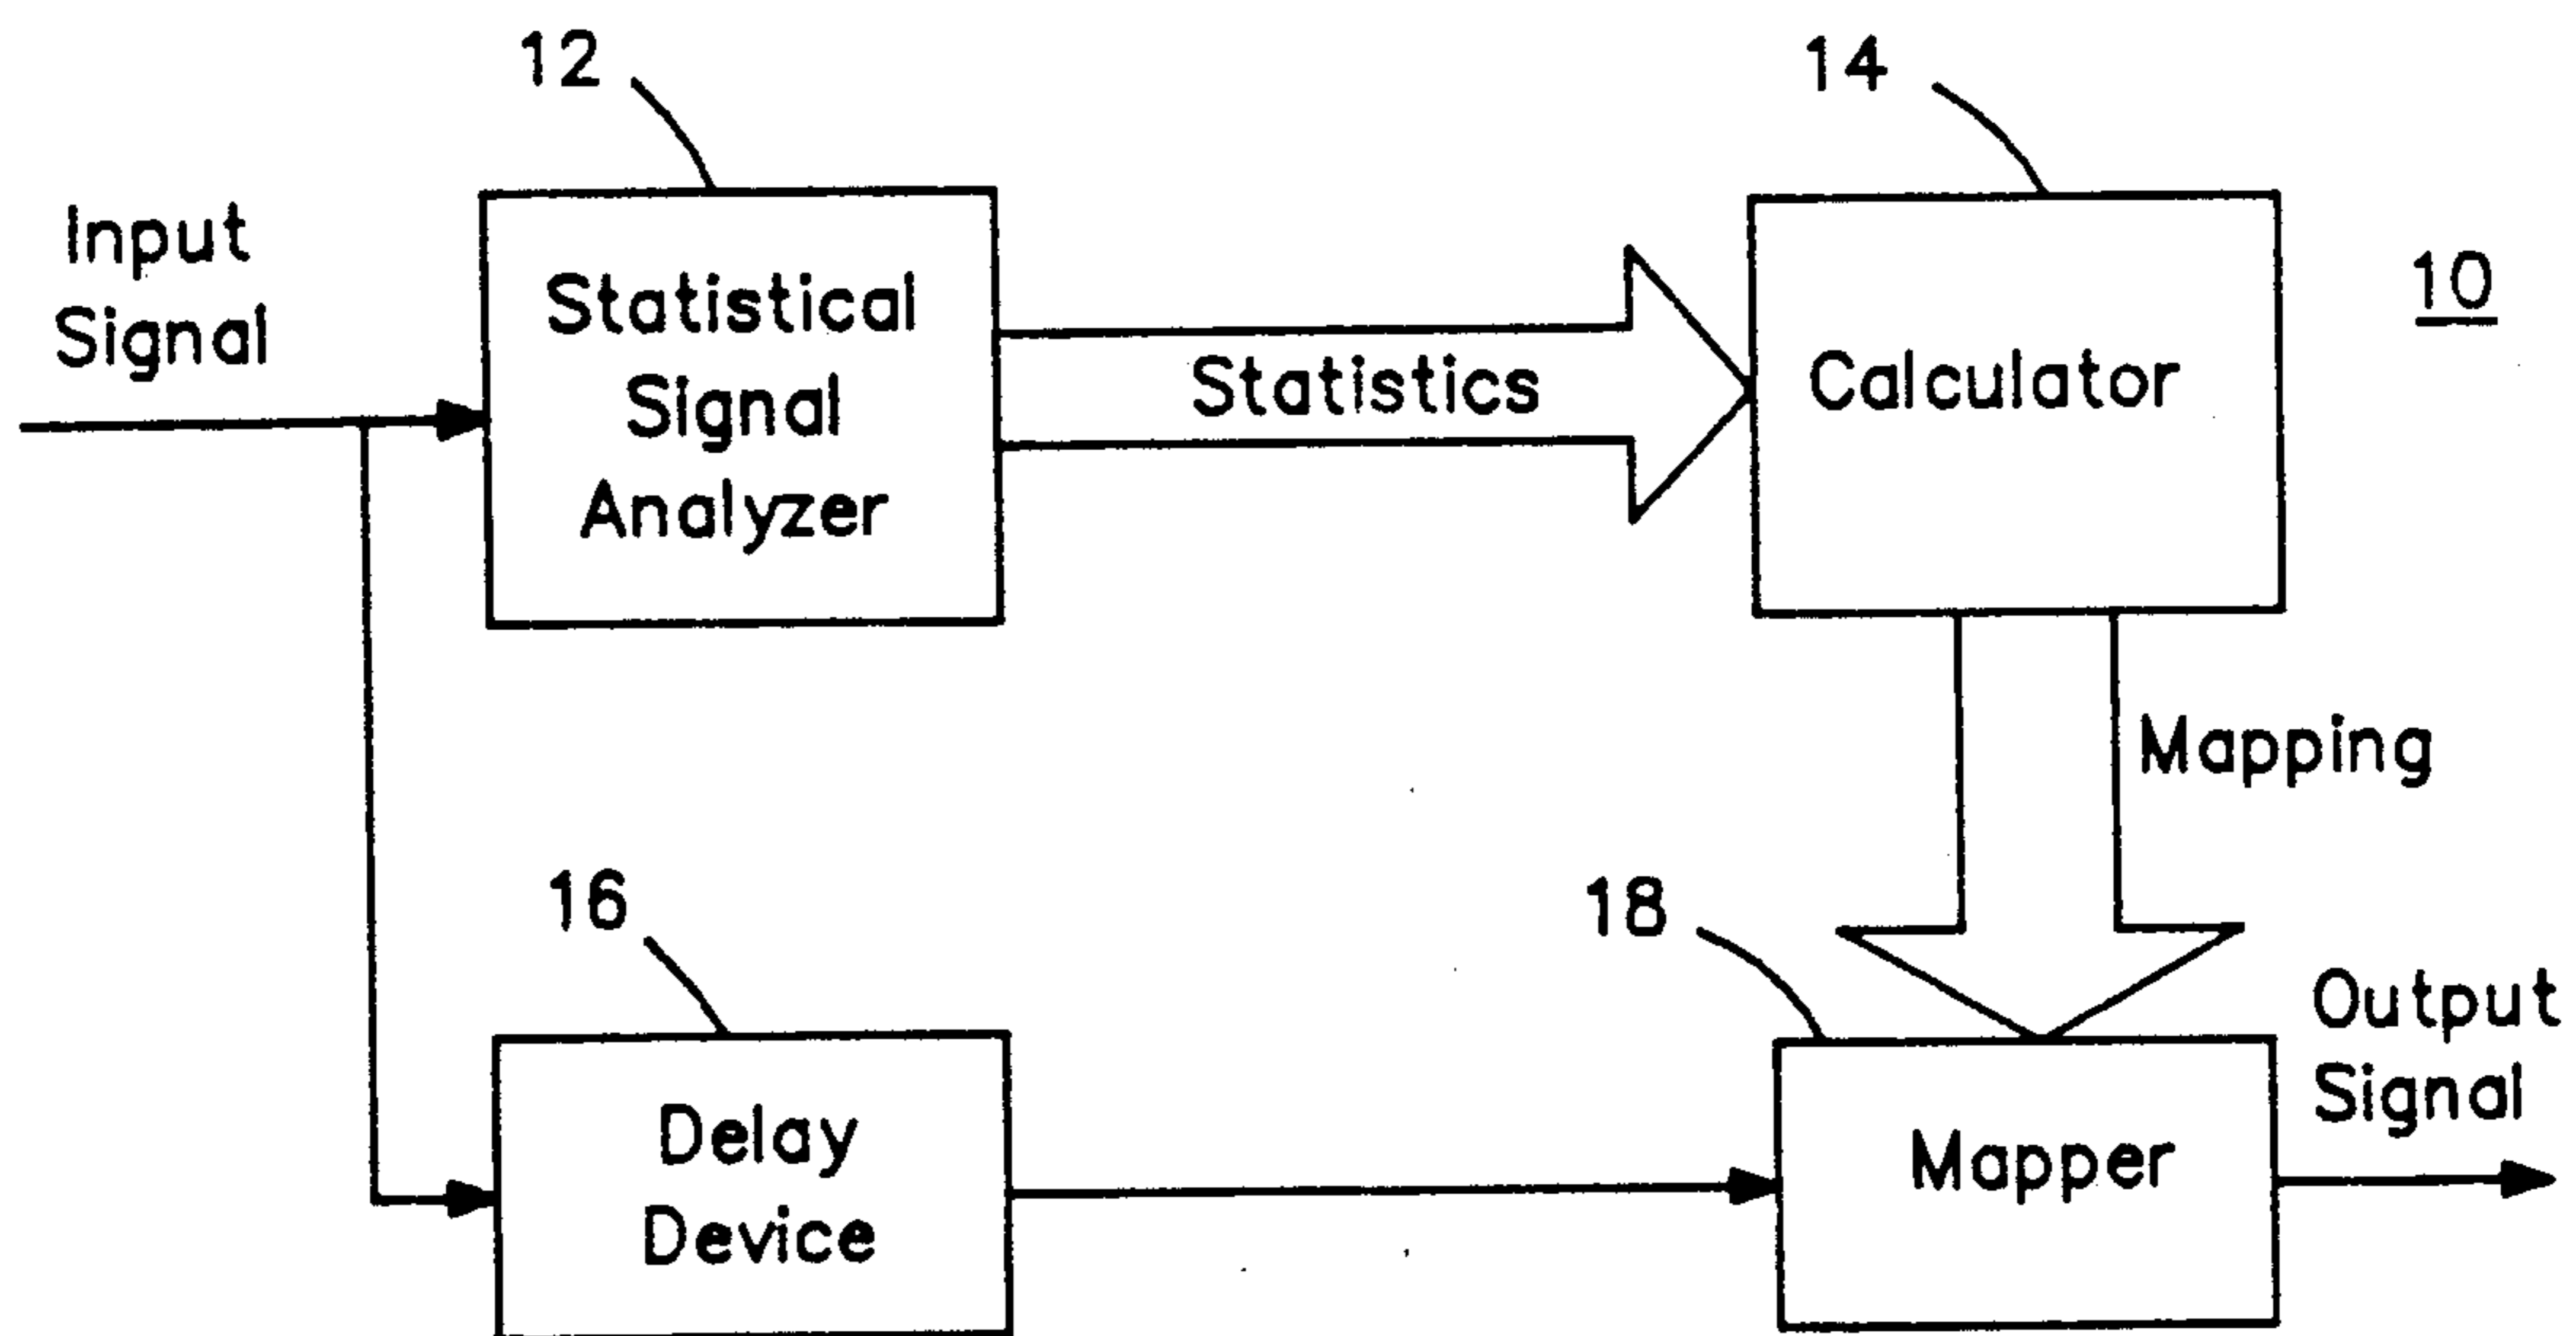 12
14
Input
Signal
Statistical
Signal
Analyzer
Statistics
Calculator
10
Mapping
16
18
Delay
Device
Mapper
Output
Signal